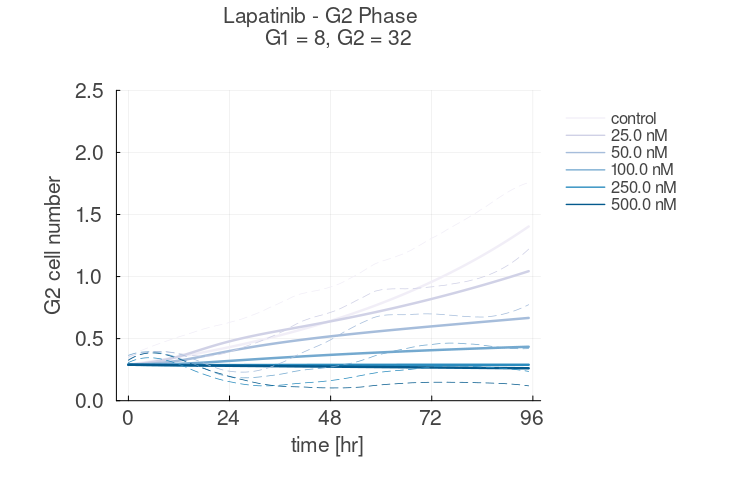 Lapatinib - G2 Phase
G1 = 8, G2 = 32
2.5
2.0
1.5
1.0
0.5
0.0
G2 cell number
0
24
48
72
96
time [hr]
control
25.0 nM
50.0 nM
100.0 nM
250.0 nM
500.0 nM